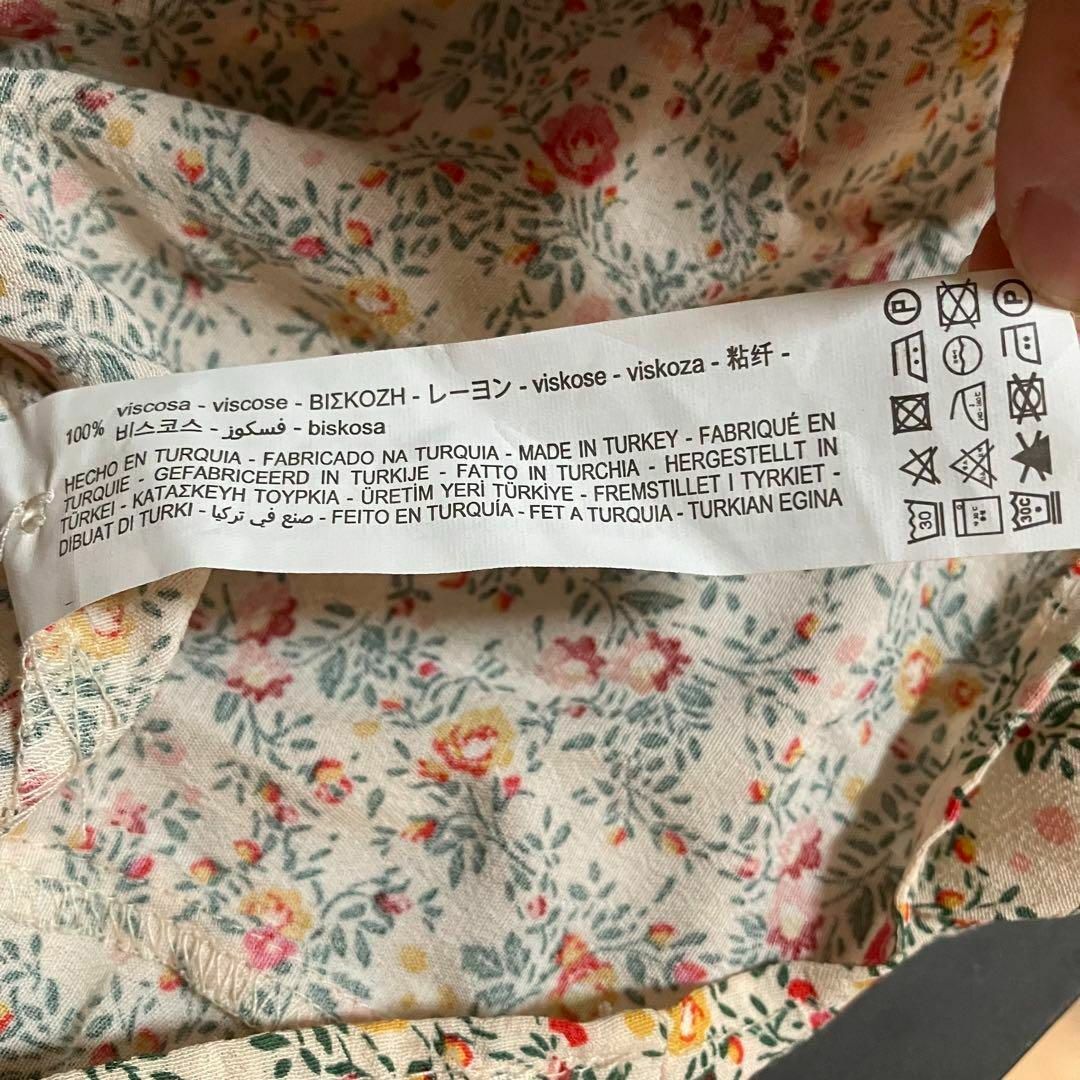 100% viscosa - viscose - ΒΙΣΚΟΖΗ - レーヨン - viskose - viskoza - 粘纤 -
비스코스 - فسكوز - biskosa
HECHO EN TURQUIA - FABRICADO NA TURQUIA - MADE IN TURKEY - FABRIQUÉ EN
TURQUIE - GEFABRICEERD IN TURKIJE - FATTO IN TURCHIA - HERGESTELLT IN
TÜRKEI - ΚΑΤΑΣΚΕΥΗ ΤΟΥΡΚΙΑ - ÜRETİM YERİ TÜRKİYE - FREMSTILLET I TYRKIET -
DIBUAT DI TURKI - صنع في تركيا - FEITO EN TURQUÍA - FET A TURQUIA - TURKIAN EGINA
P
P
30
30C